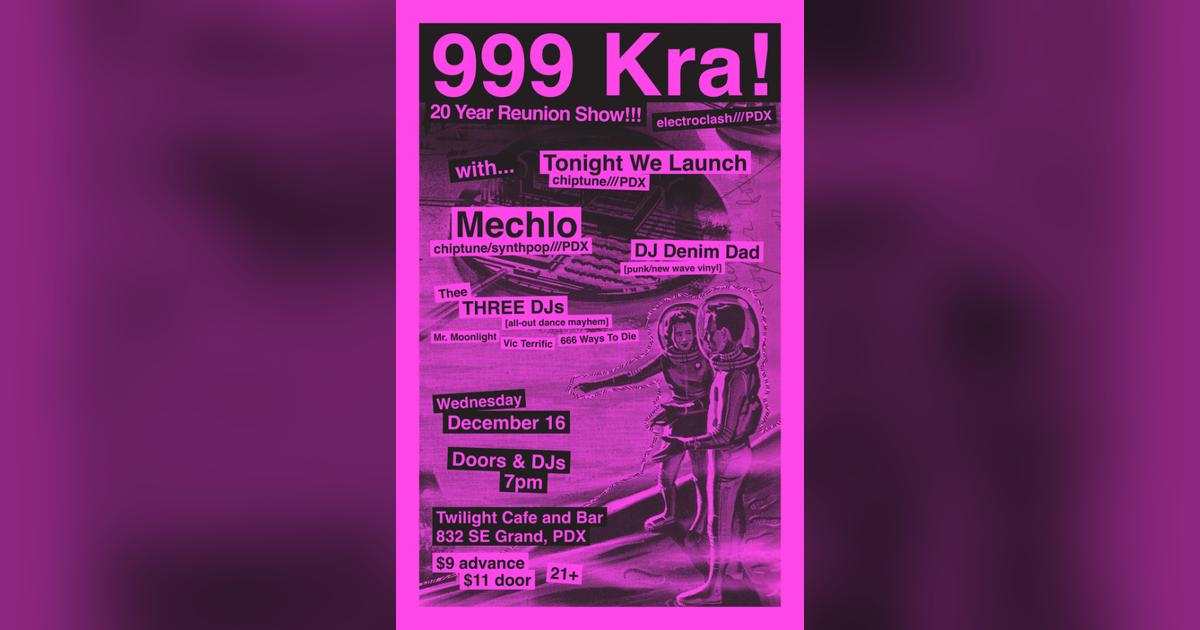 999 Kra!
20 Year Reunion Show!!!
electroclash///PDX
with...
Tonight We Launch
chiptune///PDX
Mechlo
chiptune/synthpop///PDX
DJ Denim Dad
[punk/new wave vinyl]
Thee
THREE DJs
[all-out dance mayhem]
Mr. Moonlight
Vic Terrific
666 Ways To Die
Wednesday
December 16
Doors & DJs
7pm
Twilight Cafe and Bar
832 SE Grand, PDX
$9 advance
$11 door
21+